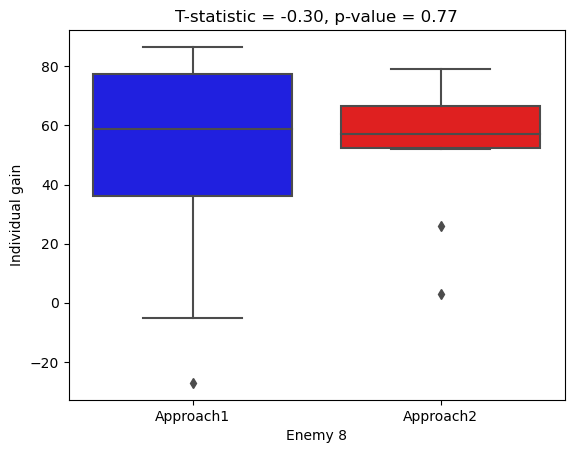 T-statistic = -0.30, p-value = 0.77
Individual gain
80
60
40
20
0
−20
Approach1
Approach2
Enemy 8